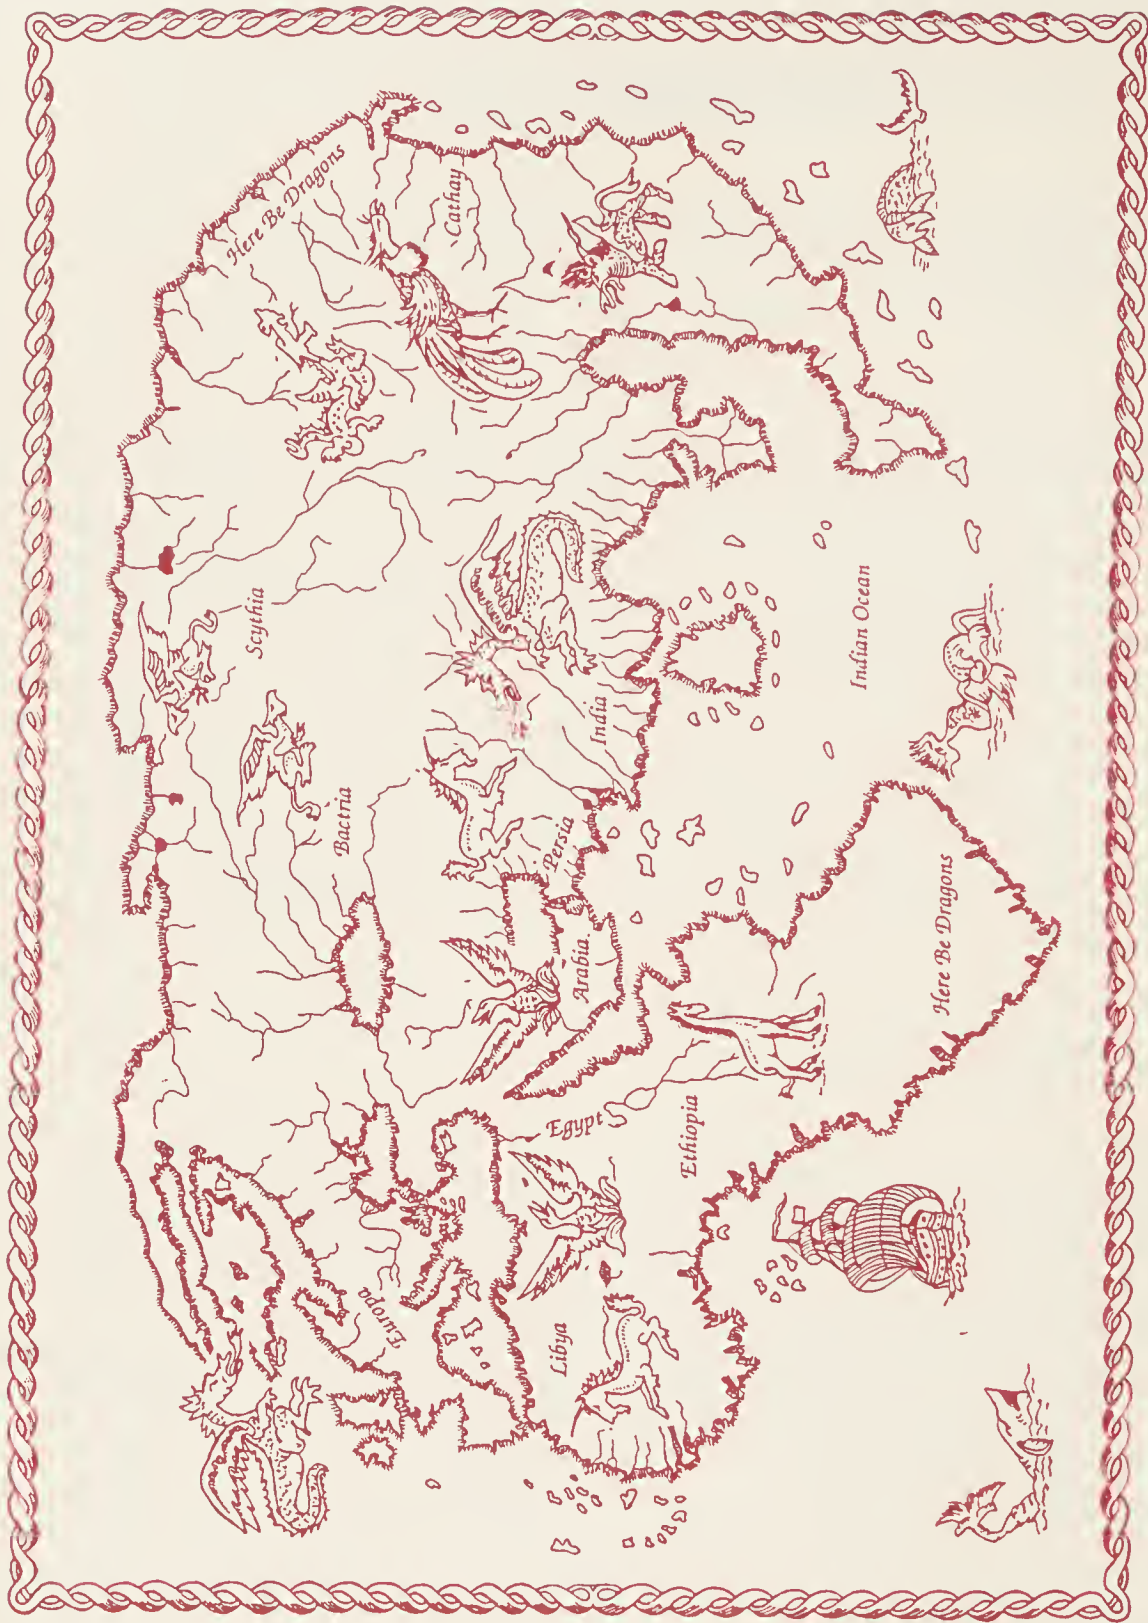 Here Be Dragons
Scythia
Bactria
Europa
Cathay
Libya
Persia
Egypt
Arabia
India
Ethiopia
Indian Ocean
Here Be Dragons